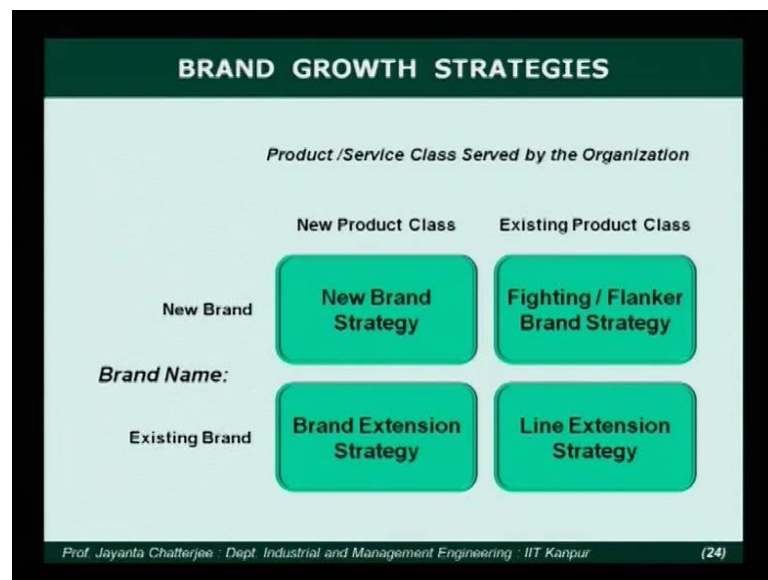 BRAND GROWTH STRATEGIES
Product /Service Class Served by the Organization
New Product Class Existing Product Class
New Brand
New Brand
Strategy
Fighting / Flanker
Brand Strategy
Brand Name:
Existing Brand
Brand Extension
Strategy
Line Extension
Strategy
Prof. Jayanta Chatterjee : Dept. Industrial and Management Engineering : IIT Kanpur (24)